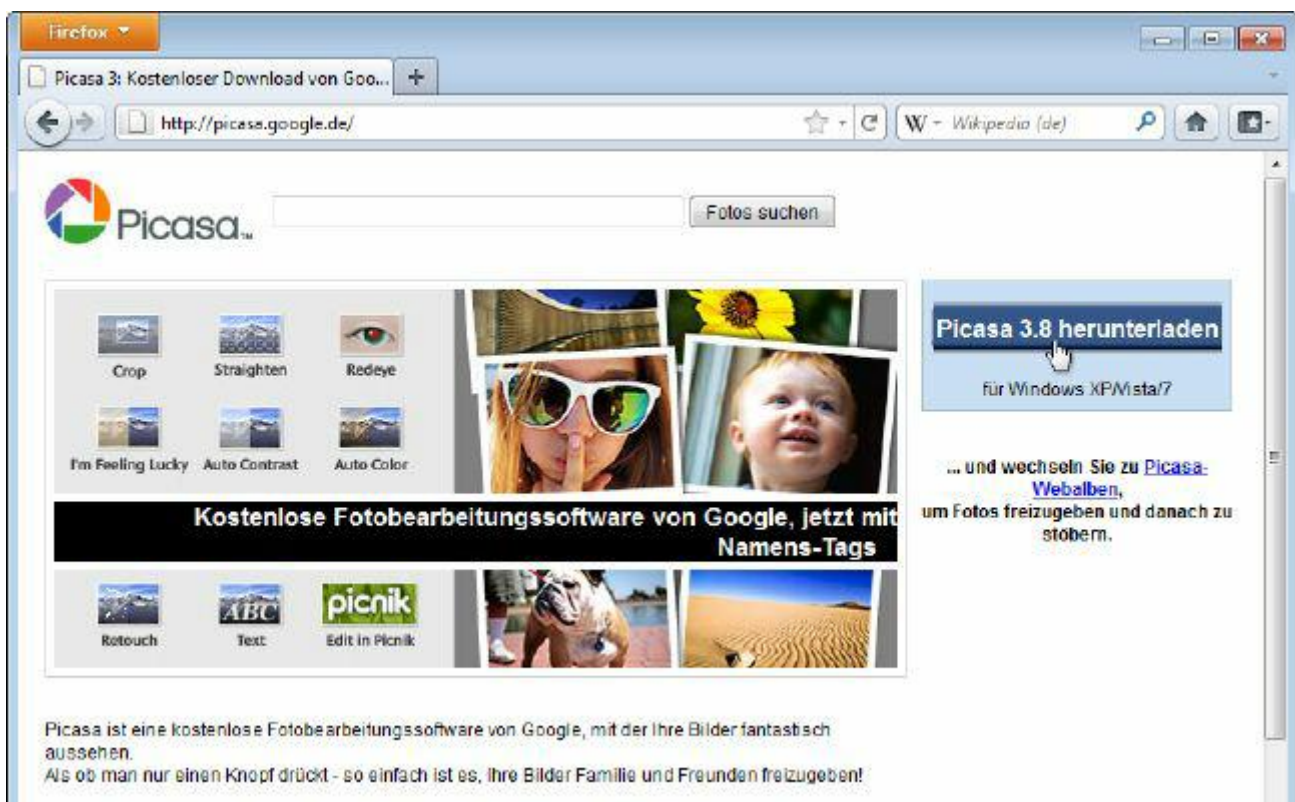 Firefox
Picasa 3: Kostenloser Download von Goo...
http://picasa.google.de/
W - Wikipedia (de)
Picasa™
Fotos suchen
Crop Straighten Redeye
I'm Feeling Lucky Auto Contrast Auto Color
Kostenlose Fotobearbeitungssoftware von Google, jetzt mit
Namens-Tags
ABC picnik
Retouch Text Edit in Picnik
Picasa 3.8 herunterladen
für Windows XP/Vista/7
... und wechseln Sie zu Picasa-
Webalben,
um Fotos freizugeben und danach zu
stöbern.
Picasa ist eine kostenlose Fotobearbeitungssoftware von Google, mit der Ihre Bilder fantastisch
aussehen.
Als ob man nur einen Knopf drückt - so einfach ist es, Ihre Bilder Familie und Freunden freizugeben!